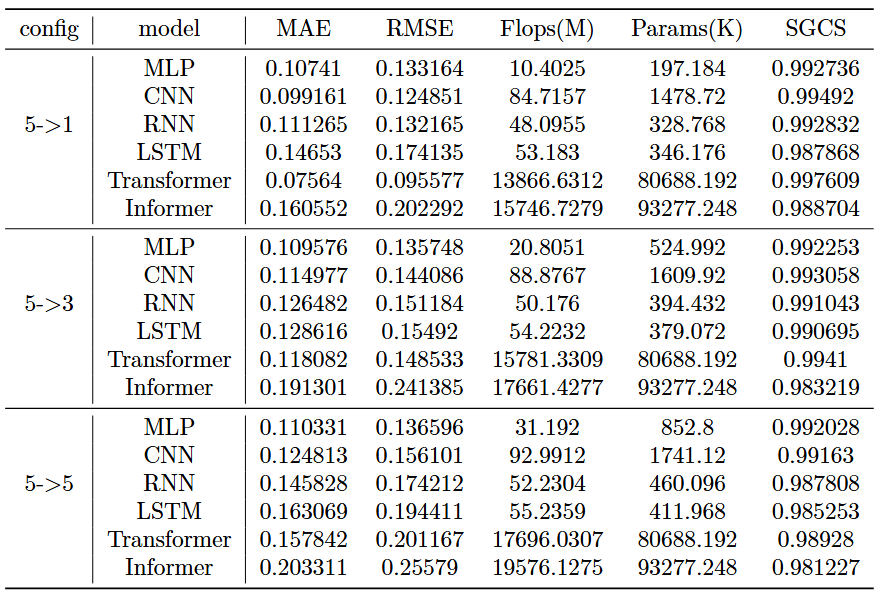 config model MAE RMSE Flops(M) Params(K) SGCS
MLP 0.10741 0.133164 10.4025 197.184 0.992736
CNN 0.099161 0.124851 84.7157 1478.72 0.99492
5->1 RNN 0.111265 0.132165 48.0955 328.768 0.992832
LSTM 0.14653 0.174135 53.183 346.176 0.987868
Transformer 0.07564 0.095577 13866.6312 80688.192 0.997609
Informer 0.160552 0.202292 15746.7279 93277.248 0.988704
MLP 0.109576 0.135748 20.8051 524.992 0.992253
CNN 0.114977 0.144086 88.8767 1609.92 0.993058
5->3 RNN 0.126482 0.151184 50.176 394.432 0.991043
LSTM 0.128616 0.15492 54.2232 379.072 0.990695
Transformer 0.118082 0.148533 15781.3309 80688.192 0.9941
Informer 0.191301 0.241385 17661.4277 93277.248 0.983219
MLP 0.110331 0.136596 31.192 852.8 0.992028
CNN 0.124813 0.156101 92.9912 1741.12 0.99163
5->5 RNN 0.145828 0.174212 52.2304 460.096 0.987808
LSTM 0.163069 0.194411 55.2359 411.968 0.985253
Transformer 0.157842 0.201167 17696.0307 80688.192 0.98928
Informer 0.203311 0.25579 19576.1275 93277.248 0.981227